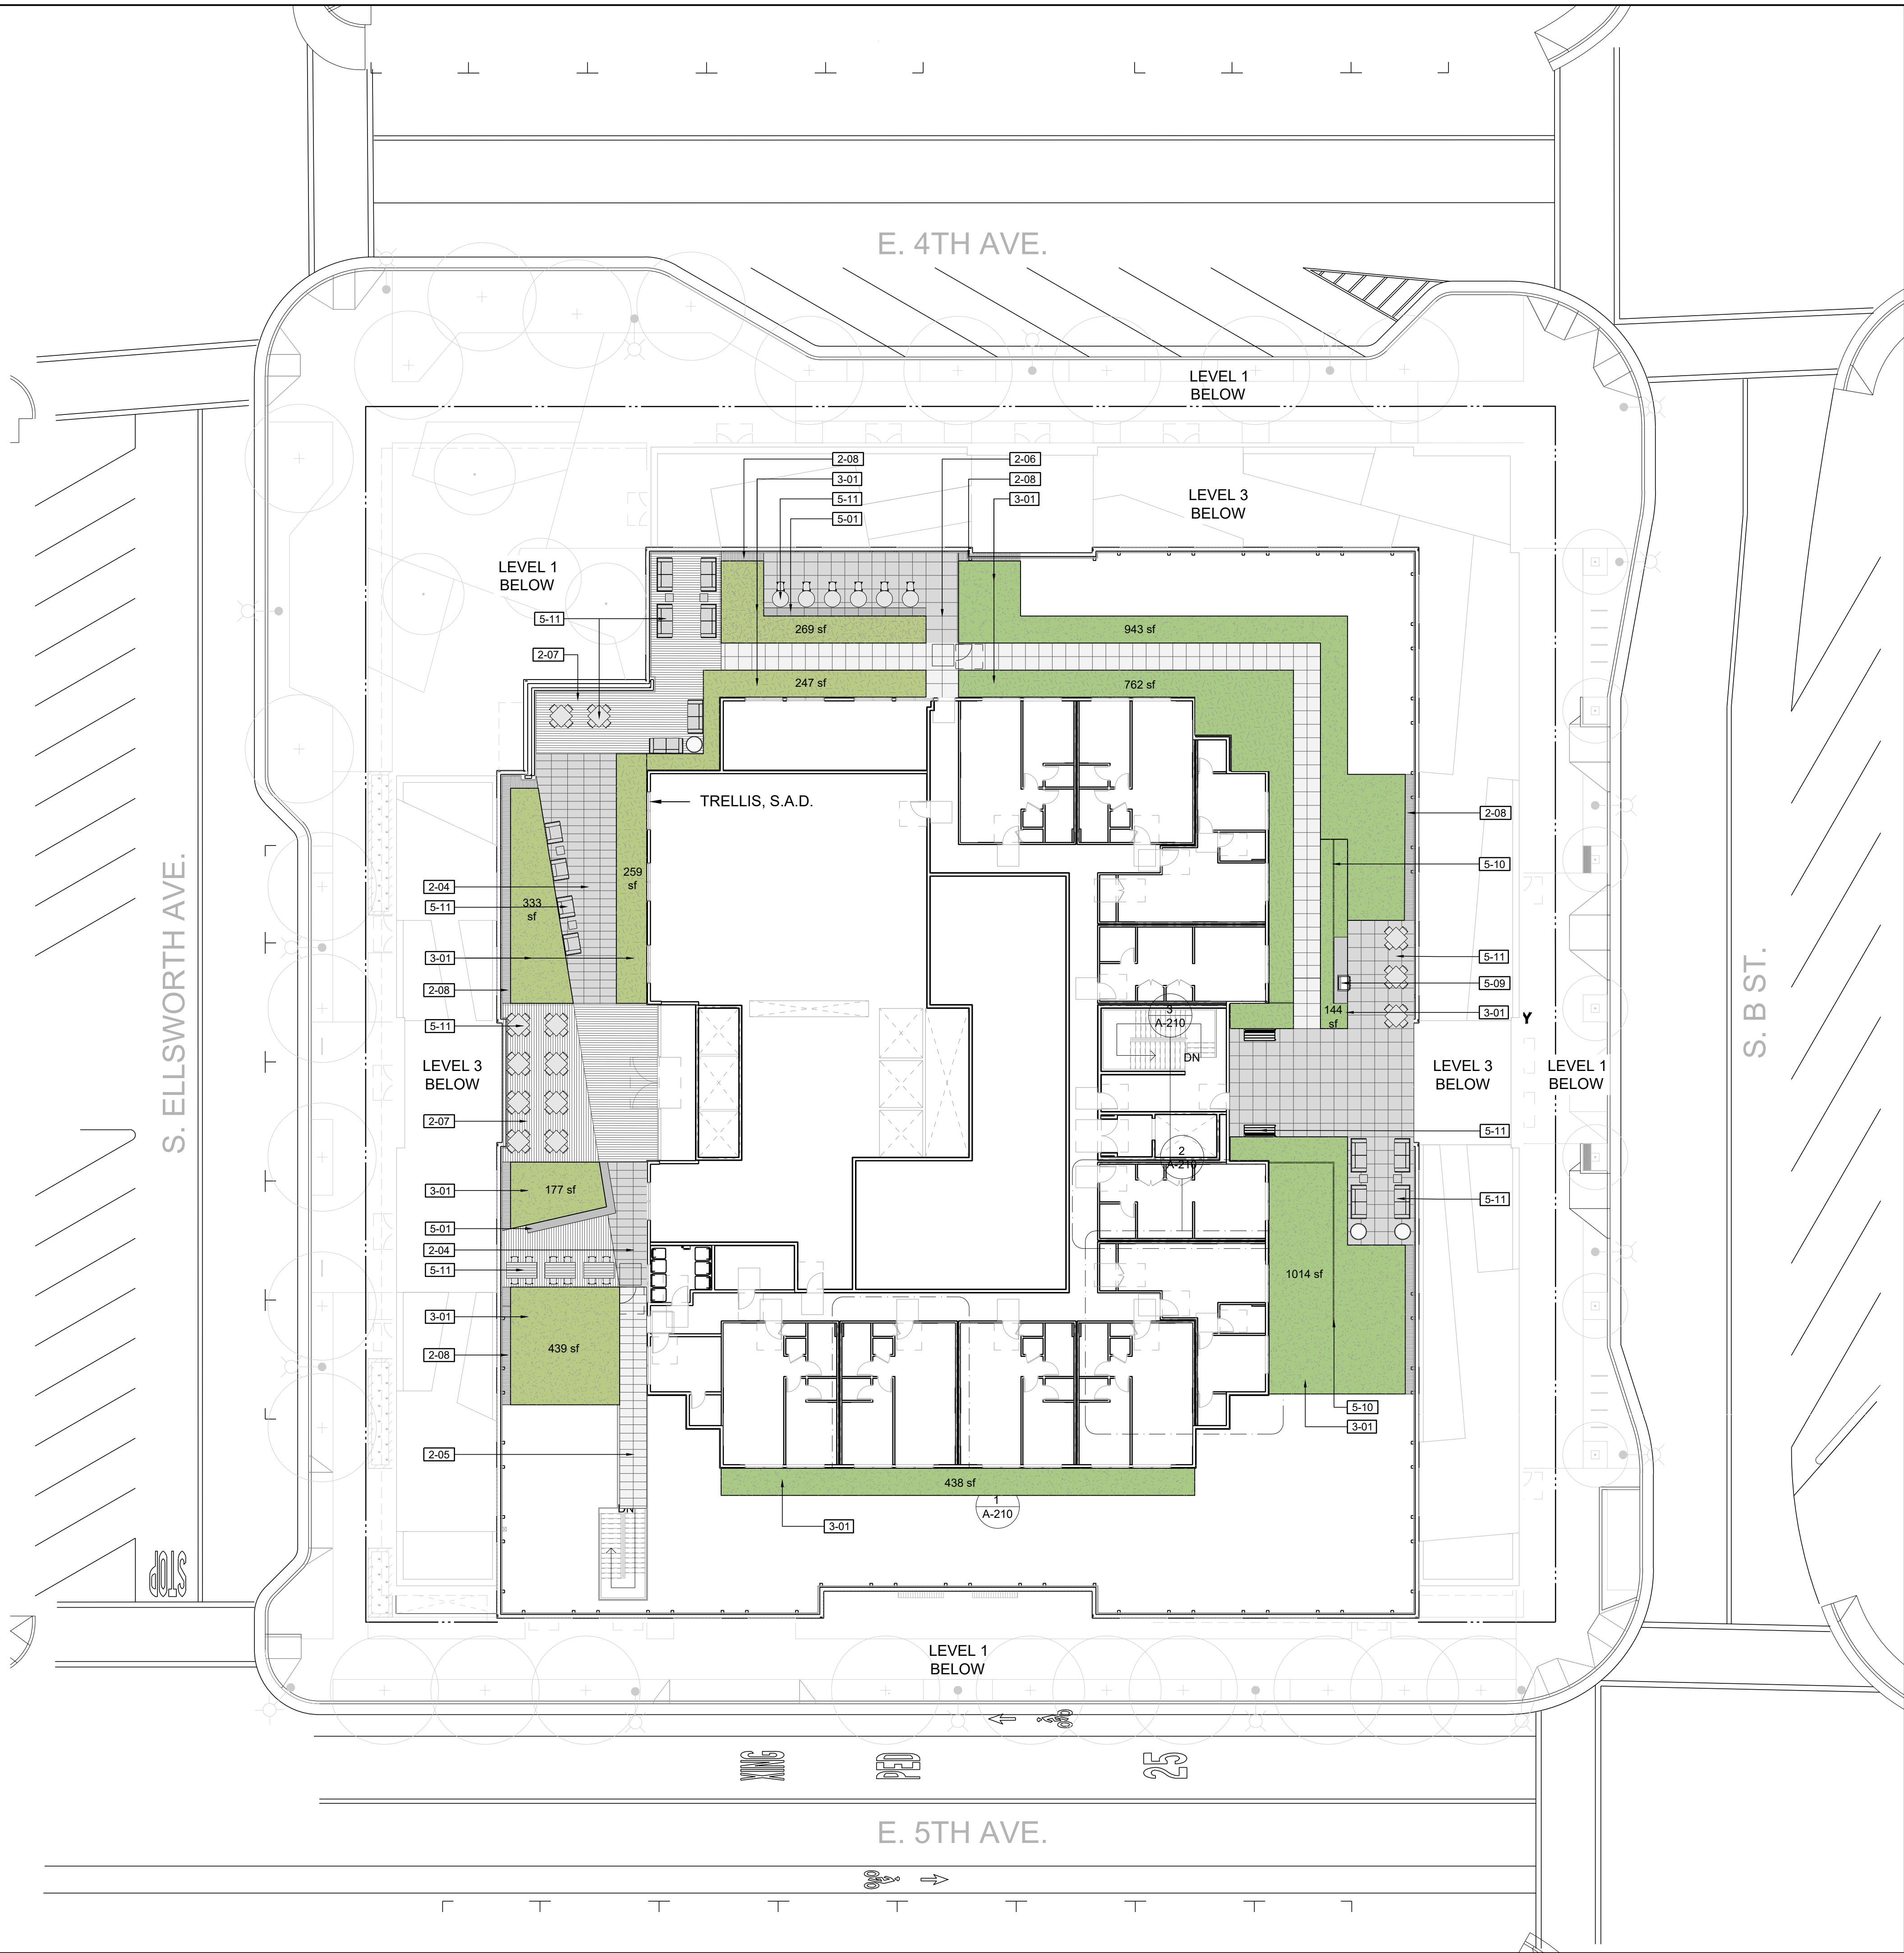 E. 4TH AVE.
LEVEL 1
BELOW
2-08
2-06
3-01
2-08
5-11
3-01
5-01
LEVEL 3
BELOW
LEVEL 1
BELOW
5-11
2-07
269 sf
943 sf
247 sf
762 sf
TRELLIS, S.A.D.
2-08
5-10
259
sf
333
sf
2-04
5-11
3-01
2-08
5-11
5-11
5-09
3-01
144
sf
3
A-210
DN
Y
S. ELLSWORTH AVE.
S. B ST.
LEVEL 3
BELOW
LEVEL 3
BELOW
LEVEL 1
BELOW
2-07
5-11
2
A-210
3-01
177 sf
5-11
5-01
2-04
5-11
1014 sf
3-01
439 sf
2-08
5-10
3-01
2-05
438 sf
1
A-210
DN
3-01
STOP
LEVEL 1
BELOW
XING
PED
25
E. 5TH AVE.